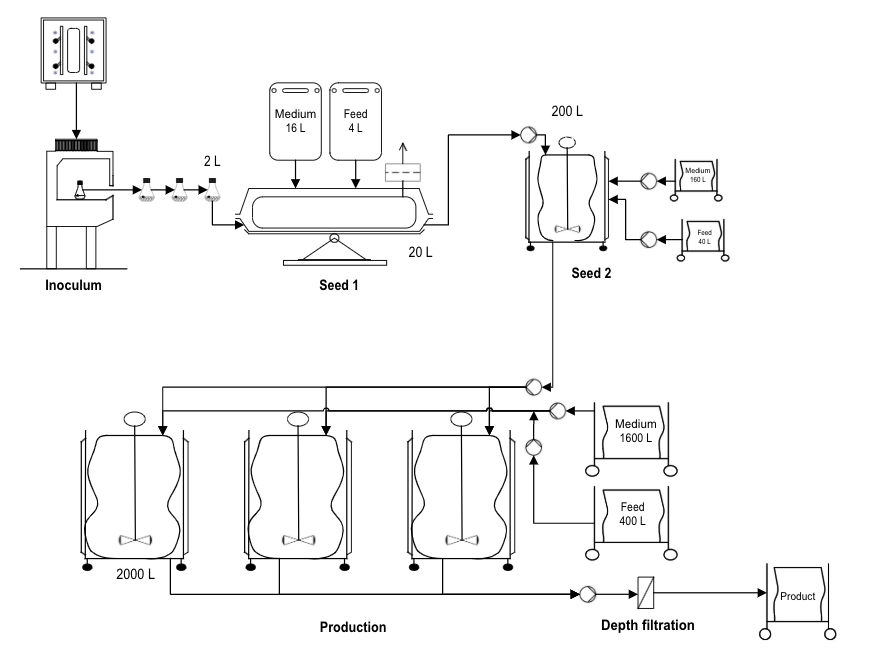 2 L
Medium
16 L
Feed
4 L
20 L
200 L
Medium
160 L
Feed
40 L
Inoculum
Seed 1
Seed 2
Medium
1600 L
Feed
400 L
2000 L
Product
Production
Depth filtration